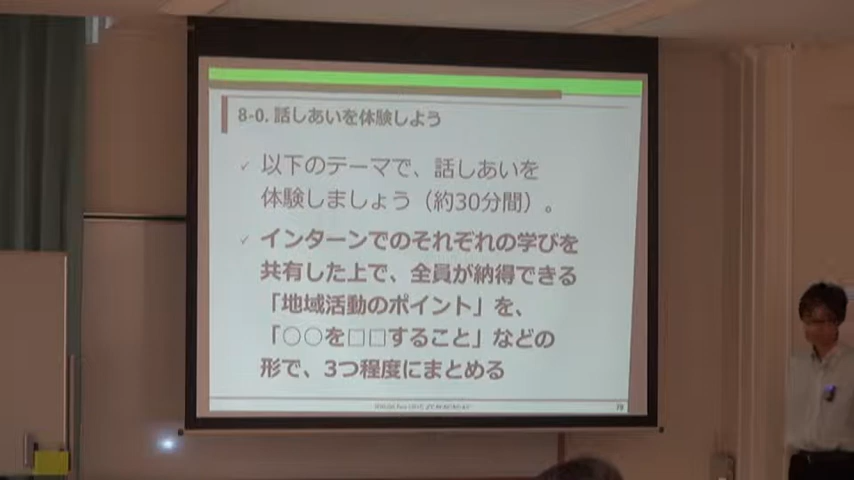 8-0. 話しあいを体験しよう
✓ 以下のテーマで、話しあいを
体験しましょう（約30分間）。
✓ インターンでのそれぞれの学びを
共有した上で、全員が納得できる
「地域活動のポイント」を、
「○○を□□すること」などの
形で、3つ程度にまとめる